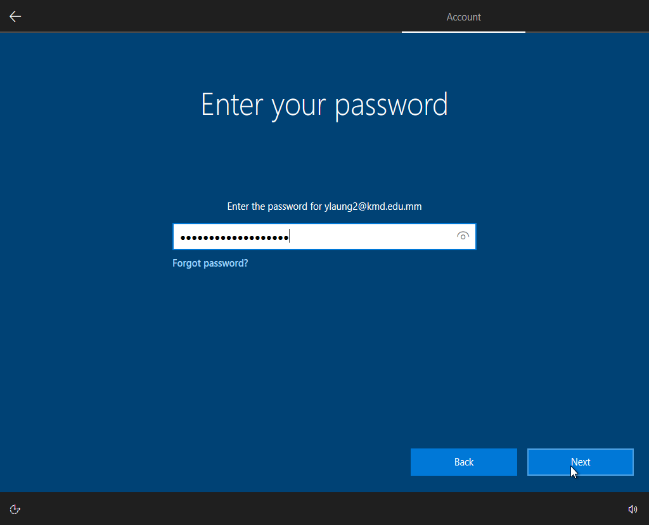 Account
Enter your password
Enter the password for ylaung2@kmd.edu.mm
•••••••••••••••••••
Forgot password?
Back
Next